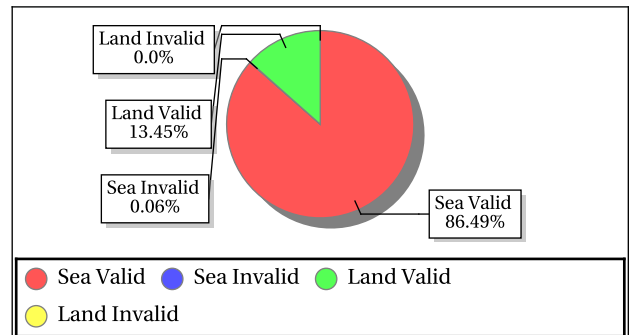 Land Invalid
0.0%
Land Valid
13.45%
Sea Invalid
0.06%
Sea Valid
86.49%
Sea Valid Sea Invalid Land Valid
Land Invalid